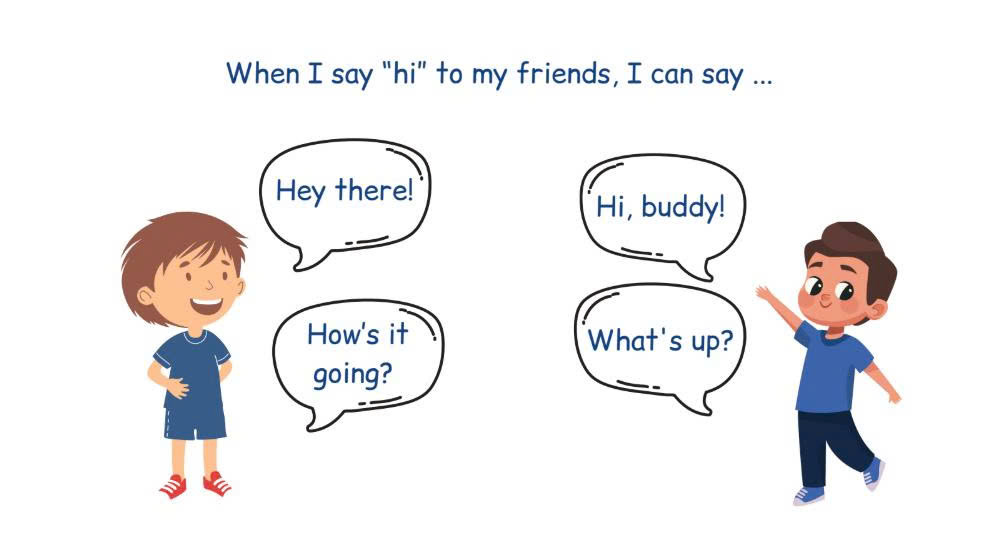 When I say “hi” to my friends, I can say ...
Hey there!
How's it
going?
Hi, buddy!
What's up?